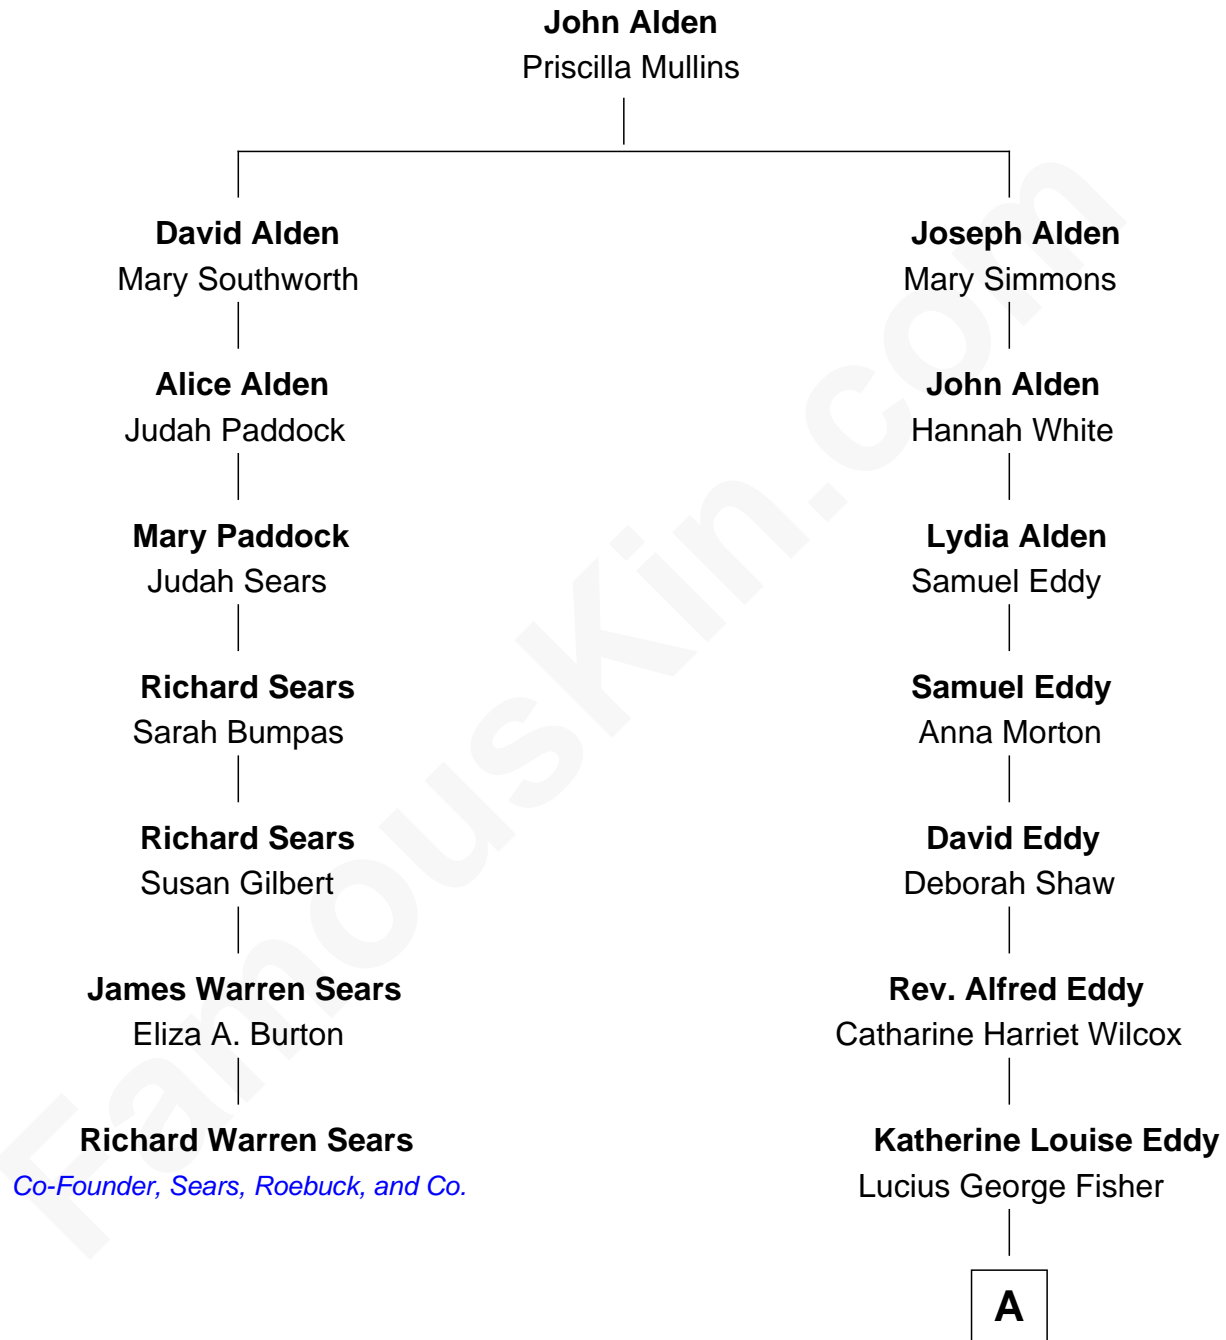 John Alden
Priscilla Mullins
David Alden
Mary Southworth
Joseph Alden
Mary Simmons
Alice Alden
Judah Paddock
John Alden
Hannah White
Mary Paddock
Judah Sears
Lydia Alden
Samuel Eddy
Richard Sears
Sarah Bumpas
Samuel Eddy
Anna Morton
Richard Sears
Susan Gilbert
David Eddy
Deborah Shaw
James Warren Sears
Eliza A. Burton
Rev. Alfred Eddy
Catharine Harriet Wilcox
Richard Warren Sears
Co-Founder, Sears, Roebuck, and Co.
Katherine Louise Eddy
Lucius George Fisher
A
FamousKin.com